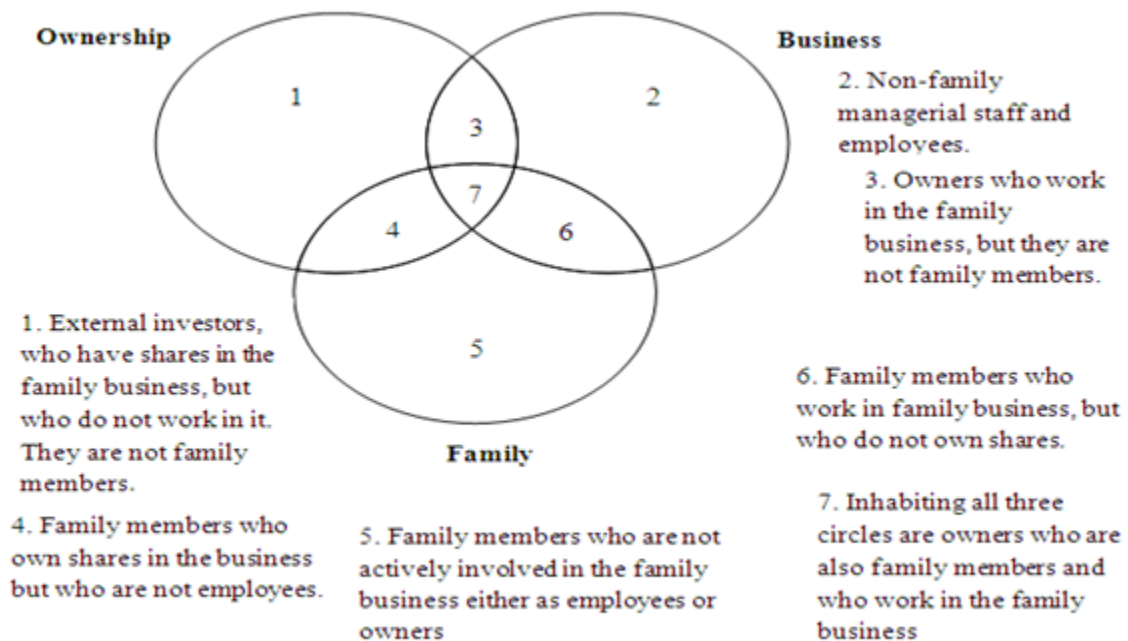 Ownership
Business
1
2
3
7
4
6
5
Family
2. Non-family
managerial staff and
employees.
3. Owners who work
in the family
business, but they are
not family members.
1. External investors,
who have shares in the
family business, but
who do not work in it.
They are not family
members.
6. Family members who
work in family business, but
who do not own shares.
4. Family members who
own shares in the business
but who are not employees.
5. Family members who are not
actively involved in the family
business either as employees or
owners
7. Inhabiting all three
circles are owners who are
also family members and
who work in the family
business